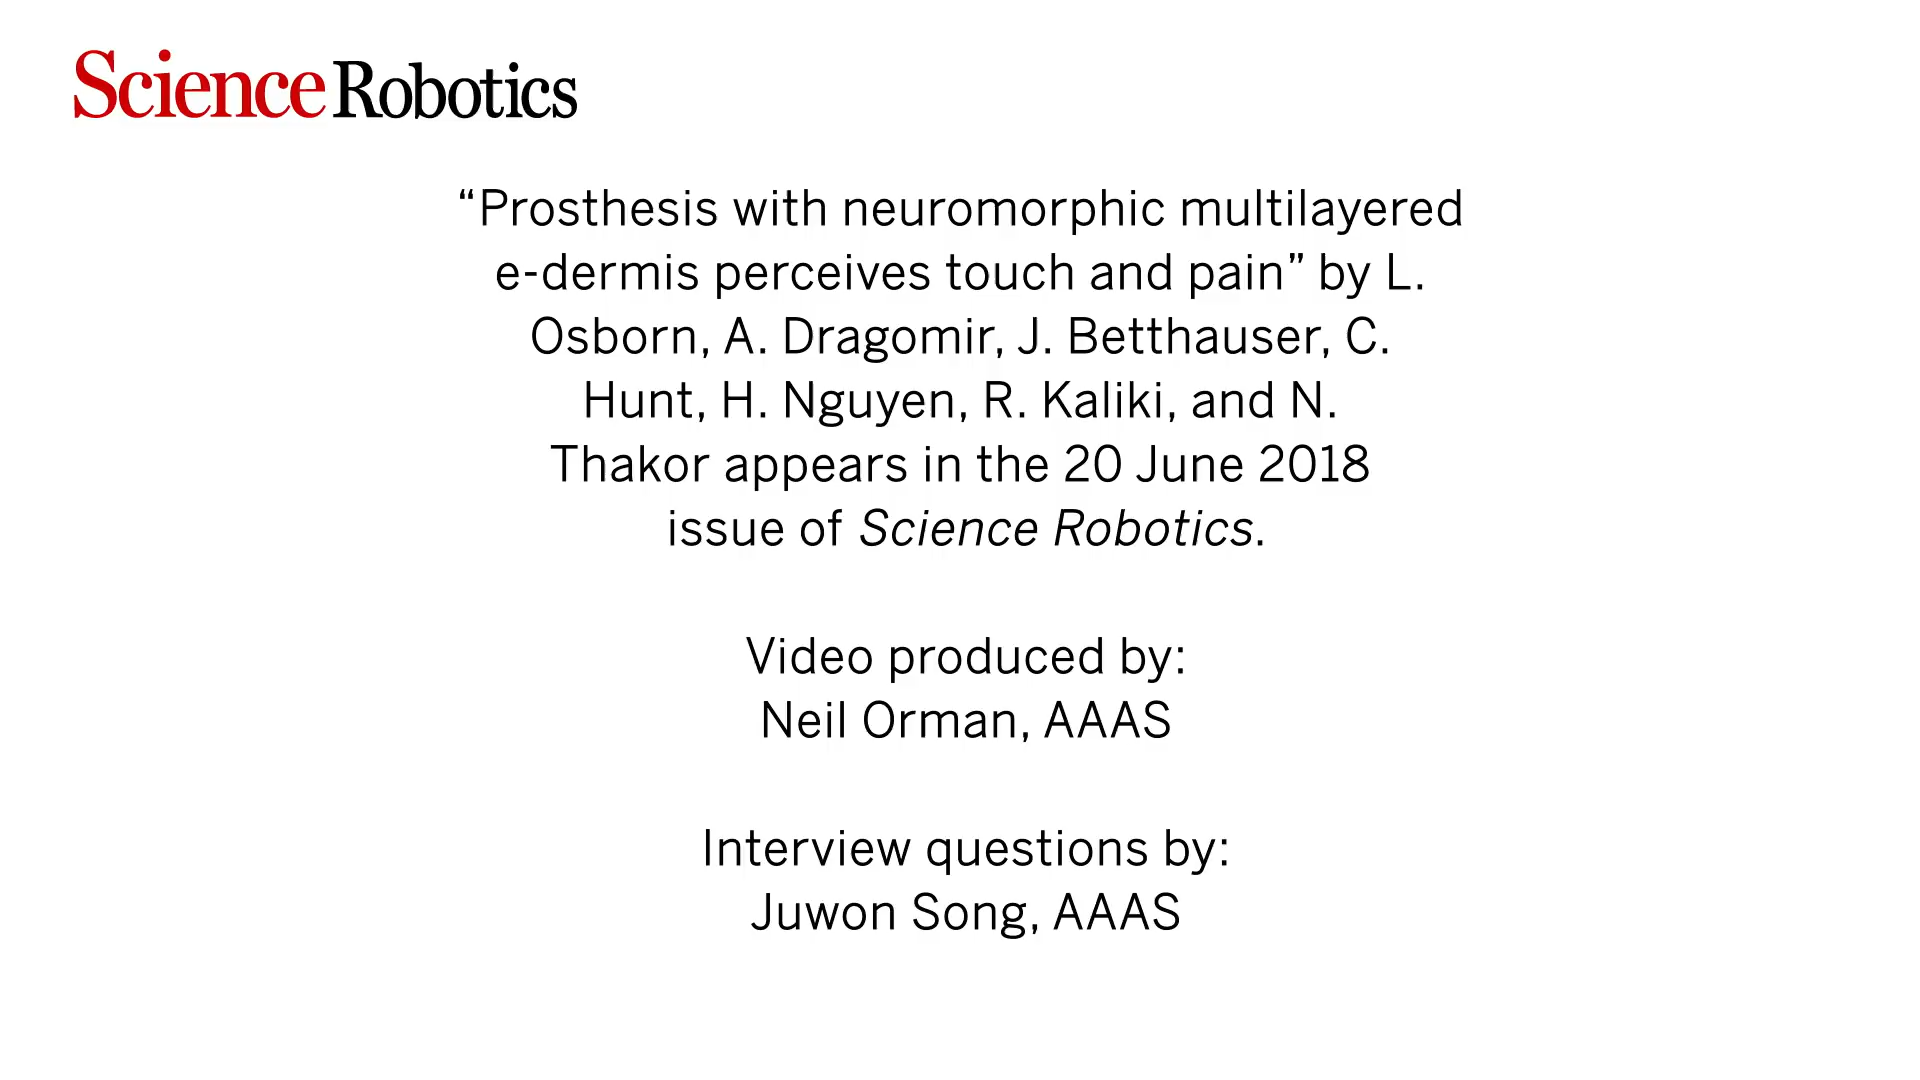 Science Robotics
“Prosthesis with neuromorphic multilayered
e-dermis perceives touch and pain” by L.
Osborn, A. Dragomir, J. Betthauser, C.
Hunt, H. Nguyen, R. Kaliki, and N.
Thakor appears in the 20 June 2018
issue of Science Robotics.
Video produced by:
Neil Orman, AAAS
Interview questions by:
Juwon Song, AAAS